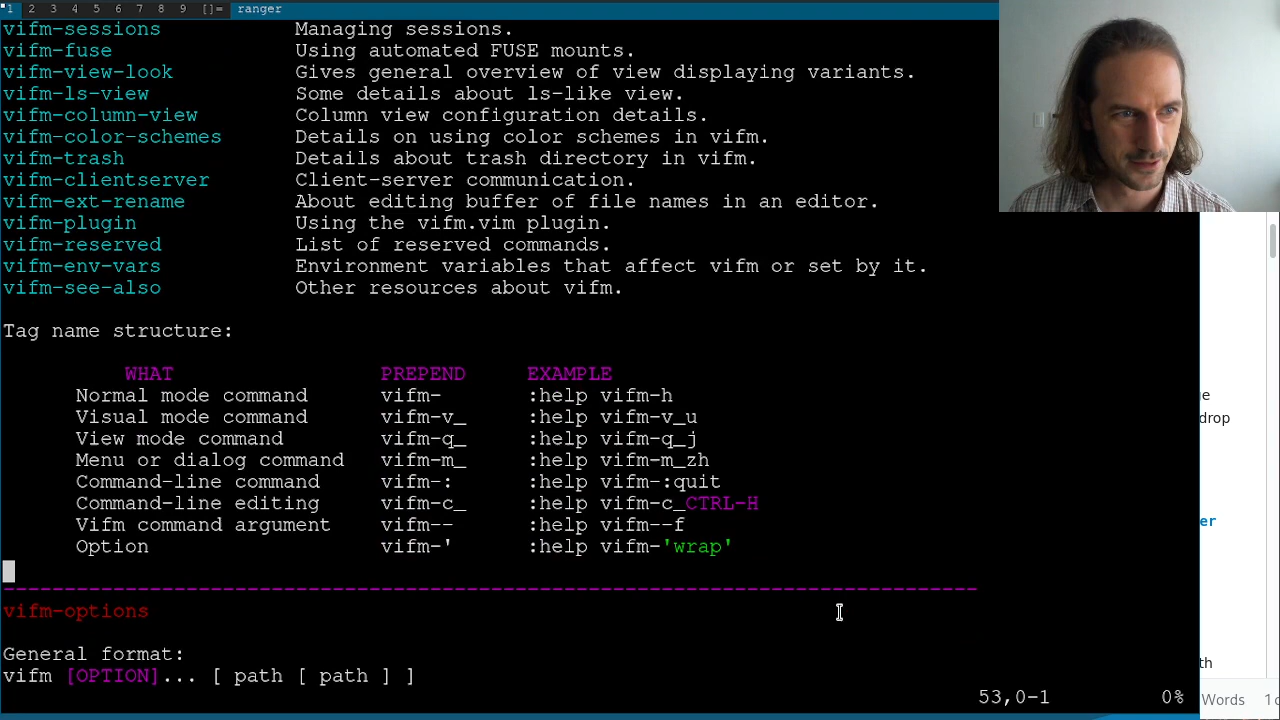 1 2 3 4 5 6 7 8 9 []= ranger
vifm-sessions Managing sessions.
vifm-fuse Using automated FUSE mounts.
vifm-view-look Gives general overview of view displaying variants.
vifm-ls-view Some details about ls-like view.
vifm-column-view Column view configuration details.
vifm-color-schemes Details on using color schemes in vifm.
vifm-trash Details about trash directory in vifm.
vifm-clientserver Client-server communication.
vifm-ext-rename About editing buffer of file names in an editor.
vifm-plugin Using the vifm.vim plugin.
vifm-reserved List of reserved commands.
vifm-env-vars Environment variables that affect vifm or set by it.
vifm-see-also Other resources about vifm.
Tag name structure:
WHAT PREPEND EXAMPLE
Normal mode command vifm- :help vifm-h
Visual mode command vifm-v_ :help vifm-v_u
View mode command vifm-q_ :help vifm-q_j
Menu or dialog command vifm-m_ :help vifm-m_zh
Command-line command vifm-: :help vifm-:quit
Command-line editing vifm-c_ :help vifm-c_CTRL-H
Vifm command argument vifm-- :help vifm--f
Option vifm-' :help vifm-'wrap'
--------------------------------------------------------------------------------
vifm-options
General format:
vifm [OPTION]... [ path [ path ] ]
53,0-1 0%
drop
er
th
Words